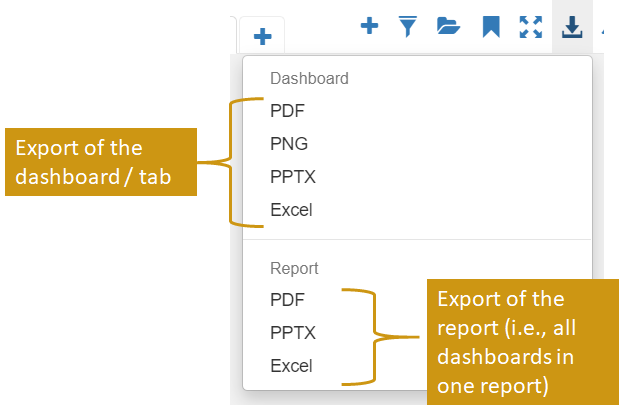 Dashboard
PDF
PNG
PPTX
Excel
Export of the
dashboard / tab
Report
PDF
PPTX
Excel
Export of the
report (i.e., all
dashboards in
one report)